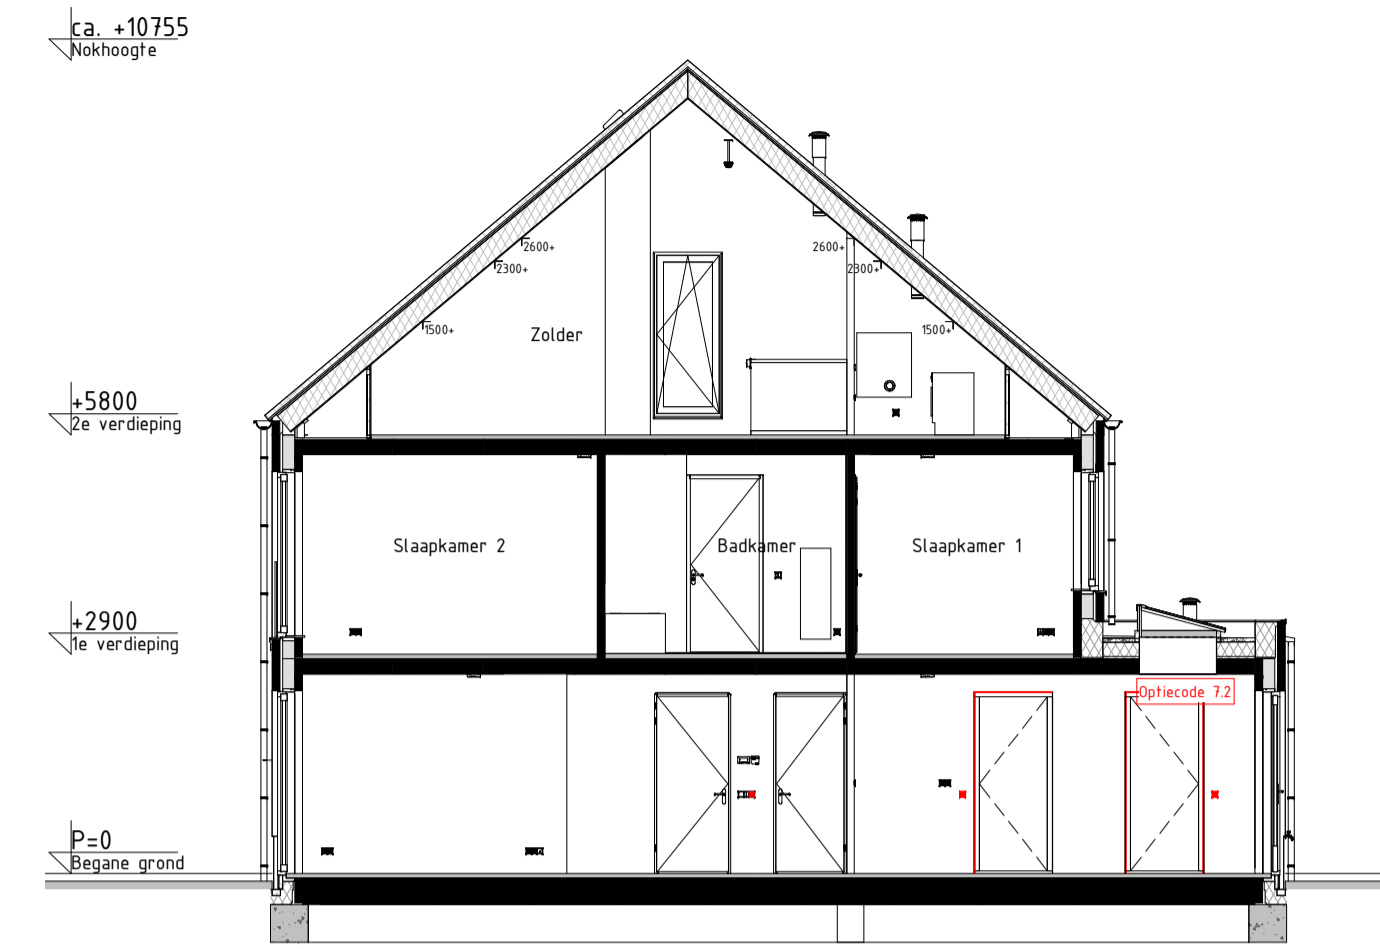 ca. +10755
Nokhoogte
2600+
2600+
2300+
2300+
1500+
1500+
Zolder
+5800
2e verdieping
Slaapkamer 2
Badkamer
Slaapkamer 1
+2900
1e verdieping
Optiecode 7.2
P=0
Begane grond